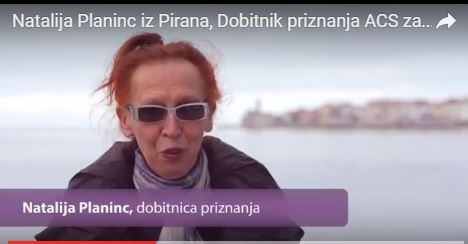 Natalija Planinc iz Pirana, Dobitnik priznanja ACS za...
Natalija Planinc, dobitnica priznanja